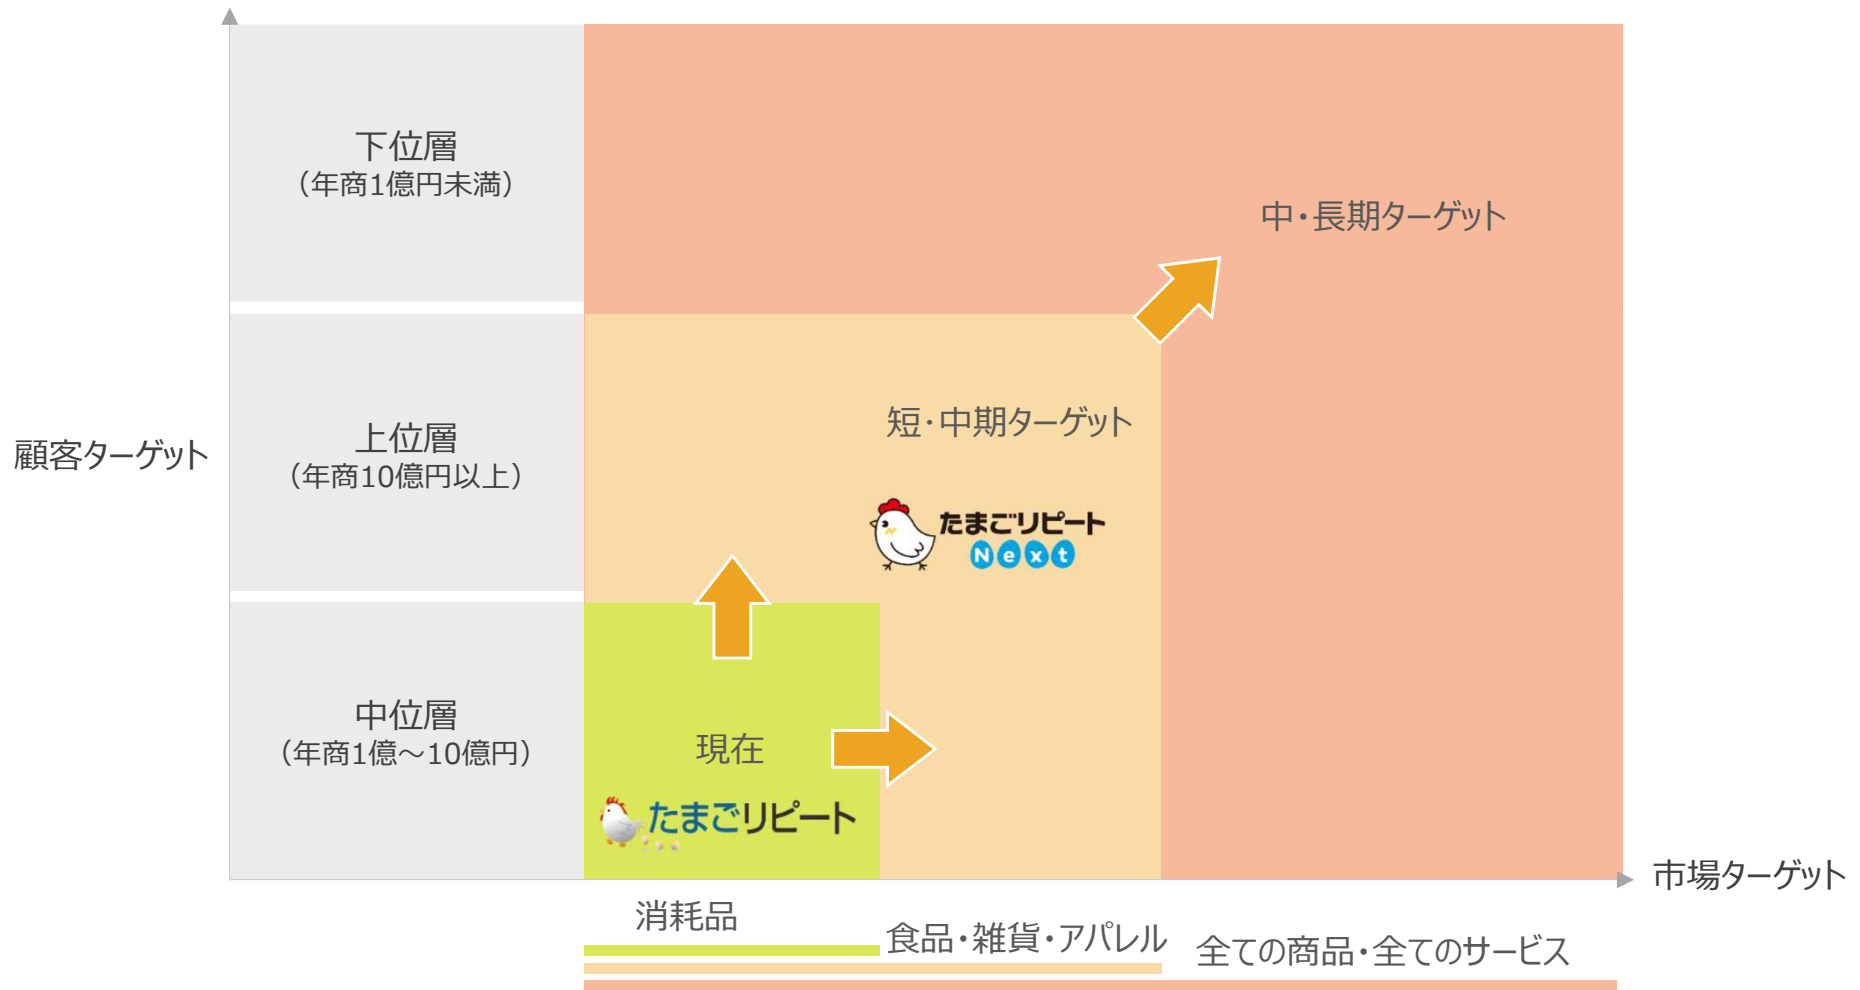 下位層
（年商1億円未満）
中・長期ターゲット
短・中期ターゲット
顧客ターゲット
上位層
（年商10億円以上）
たまごリピート
Next
中位層
（年商1億～10億円）
現在
たまごリピート
市場ターゲット
消耗品
食品・雑貨・アパレル
全ての商品・全てのサービス